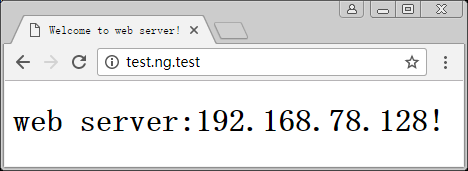 Welcome to web server!
test.ng.test
web server:192.168.78.128!